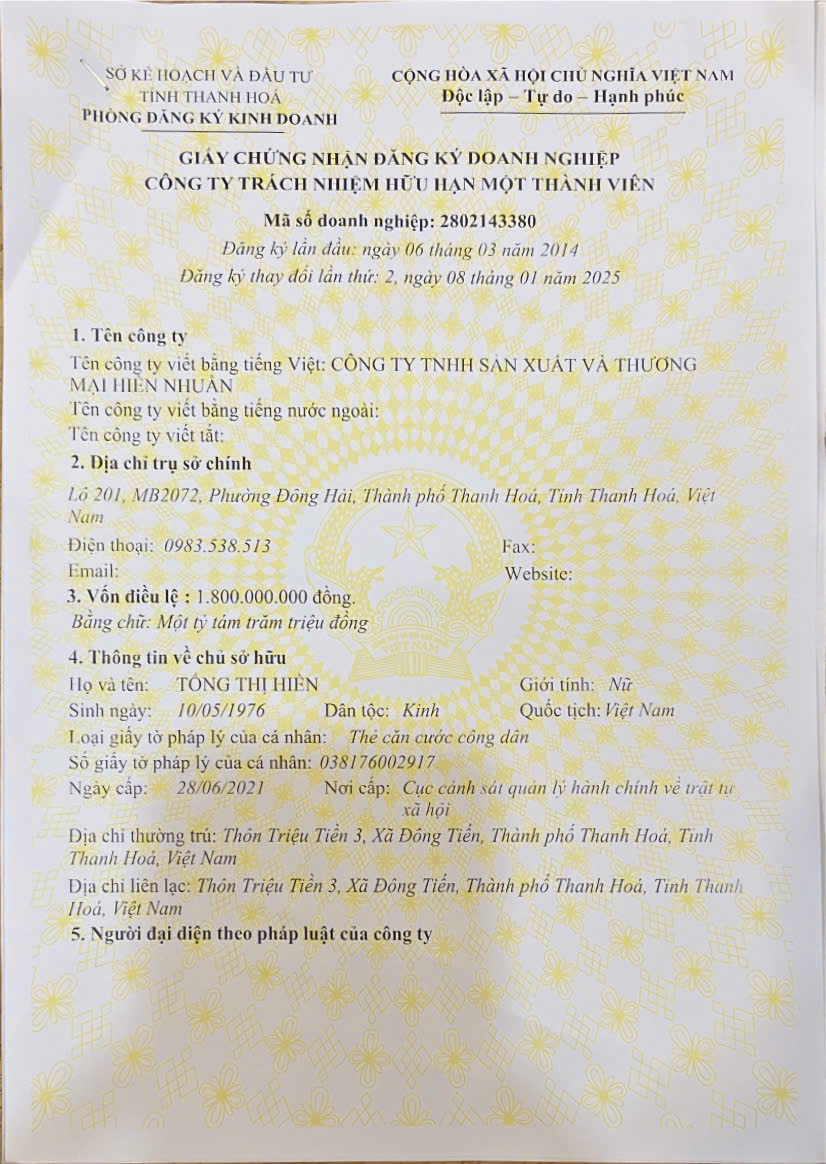 SỞ KẾ HOẠCH VÀ ĐẦU TƯ
TỈNH THANH HOÁ
PHÒNG ĐĂNG KÝ KINH DOANH
CỘNG HÒA XÃ HỘI CHỦ NGHĨA VIỆT NAM
Độc lập – Tự do – Hạnh phúc
GIẤY CHỨNG NHẬN ĐĂNG KÝ DOANH NGHIỆP
CÔNG TY TRÁCH NHIỆM HỮU HẠN MỘT THÀNH VIÊN
Mã số doanh nghiệp: 2802143380
Đăng ký lần đầu: ngày 06 tháng 03 năm 2014
Đăng ký thay đổi lần thứ: 2, ngày 08 tháng 01 năm 2025
1. Tên công ty
Tên công ty viết bằng tiếng Việt: CÔNG TY TNHH SẢN XUẤT VÀ THƯƠNG
MẠI HIỀN NHUẦN
Tên công ty viết bằng tiếng nước ngoài:
Tên công ty viết tắt:
2. Địa chỉ trụ sở chính
Lô 201, MB2072, Phường Đông Hải, Thành phố Thanh Hoá, Tỉnh Thanh Hoá, Việt
Nam
Điện thoại: 0983.538.513 Fax:
Email: Website:
3. Vốn điều lệ : 1.800.000.000 đồng.
Bằng chữ: Một tỷ tám trăm triệu đồng
4. Thông tin về chủ sở hữu
Họ và tên: TỐNG THỊ HIỀN Giới tính: Nữ
Sinh ngày: 10/05/1976 Dân tộc: Kinh Quốc tịch: Việt Nam
Loại giấy tờ pháp lý của cá nhân: Thẻ căn cước công dân
Số giấy tờ pháp lý của cá nhân: 038176002917
Ngày cấp: 28/06/2021 Nơi cấp: Cục cảnh sát quản lý hành chính về trật tự
xã hội
Địa chỉ thường trú: Thôn Triệu Tiền 3, Xã Đông Tiến, Thành phố Thanh Hoá, Tỉnh
Thanh Hoá, Việt Nam
Địa chỉ liên lạc: Thôn Triệu Tiền 3, Xã Đông Tiến, Thành phố Thanh Hoá, Tỉnh Thanh
Hoá, Việt Nam
5. Người đại diện theo pháp luật của công ty
VIỆT NAM